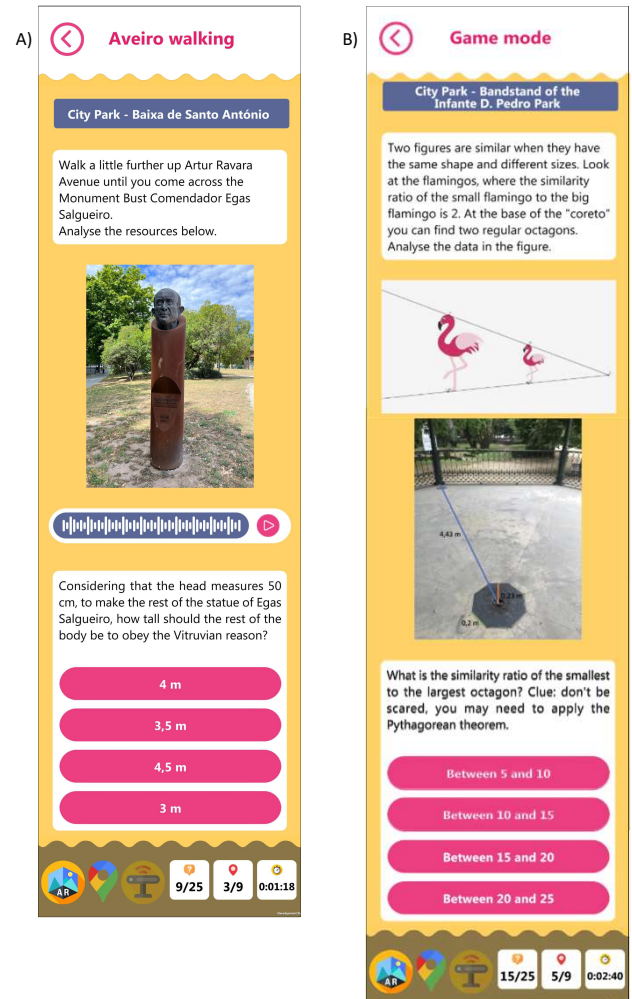 A)
Aveiro walking
City Park - Baixa de Santo António
Walk a little further up Artur Ravara
Avenue until you come across the
Monument Bust Comendador Egas
Salgueiro.
Analyse the resources below.
Considering that the head measures 50
cm, to make the rest of the statue of Egas
Salgueiro, how tall should the rest of the
body be to obey the Vitruvian reason?
4 m
3,5 m
4,5 m
3 m
AR
9/25
3/9
0:01:18
B)
Game mode
City Park - Bandstand of the
Infante D. Pedro Park
Two figures are similar when they have
the same shape and different sizes. Look
at the flamingos, where the similarity
ratio of the small flamingo to the big
flamingo is 2. At the base of the "coreto"
you can find two regular octagons.
Analyse the data in the figure.
4,43 m
0,23 m
0,2 m
What is the similarity ratio of the smallest
to the largest octagon? Clue: don't be
scared, you may need to apply the
Pythagorean theorem.
Between 5 and 10
Between 10 and 15
Between 15 and 20
Between 20 and 25
AR
15/25
5/9
0:02:40